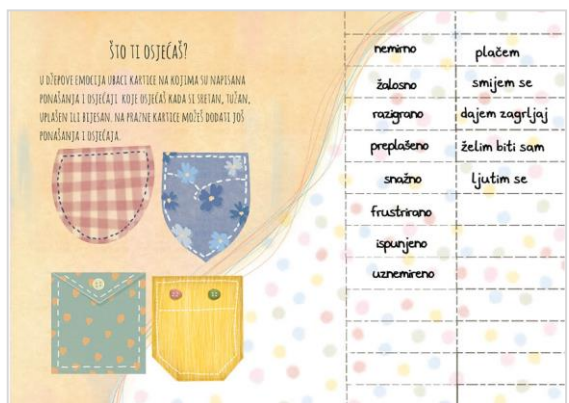 ŠTO TI OSJEĆAŠ?
U DŽEPOVE EMOCIJA UBACI KARTICE NA KOJIMA SU NAPISANA
PONAŠANJA I OSJEĆAJI KOJE OSJEĆAŠ KADA SI SRETAN, TUŽAN,
UPLAŠEN ILI BIJESAN. NA PRAZNE KARTICE MOŽEŠ DODATI JOŠ
PONAŠANJA I OSJEĆAJA.
nemirno
žalosno
razigrano
preplašeno
snažno
frustrirano
ispunjeno
uznemireno
plačem
smijem se
dajem zagrljaj
želim biti sam
ljutim se